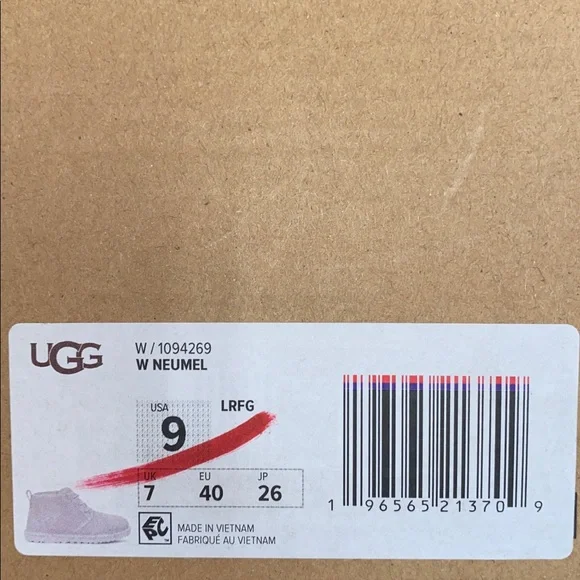 UGG
W / 1094269
W NEUMEL
USA
9
LRFG
UK EU JP
7 40 26
EPC
MADE IN VIETNAM
FABRIQUÉ AU VIETNAM
1 96565 21370 9